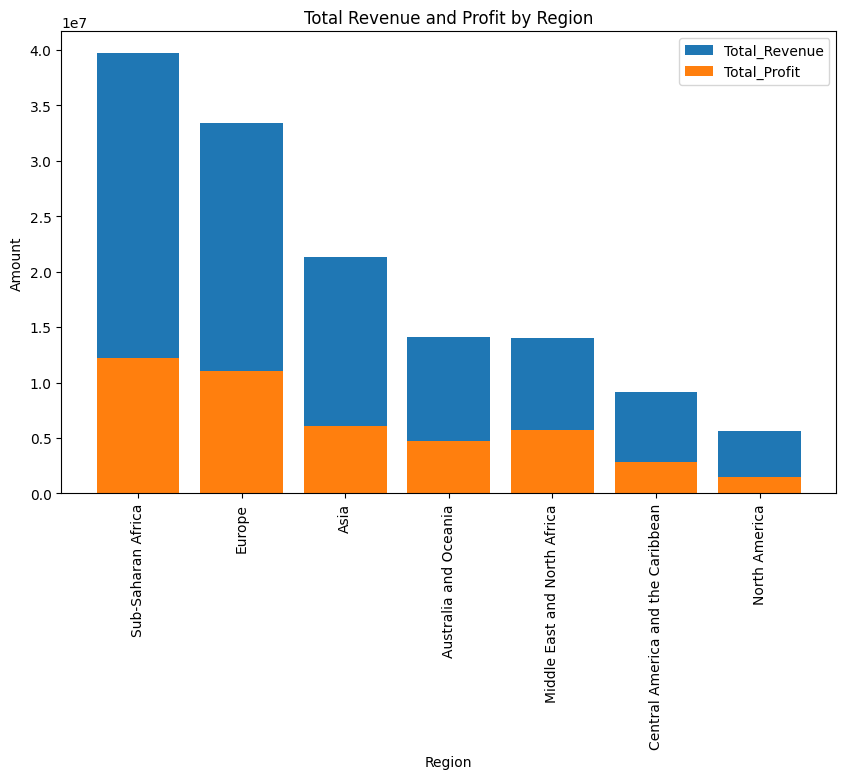 Total Revenue and Profit by Region
1e7
Total_Revenue
Total_Profit
4.0
3.5
3.0
2.5
2.0
1.5
1.0
0.5
0.0
Amount
Sub-Saharan Africa
Europe
Asia
Australia and Oceania
Middle East and North Africa
Central America and the Caribbean
North America
Region